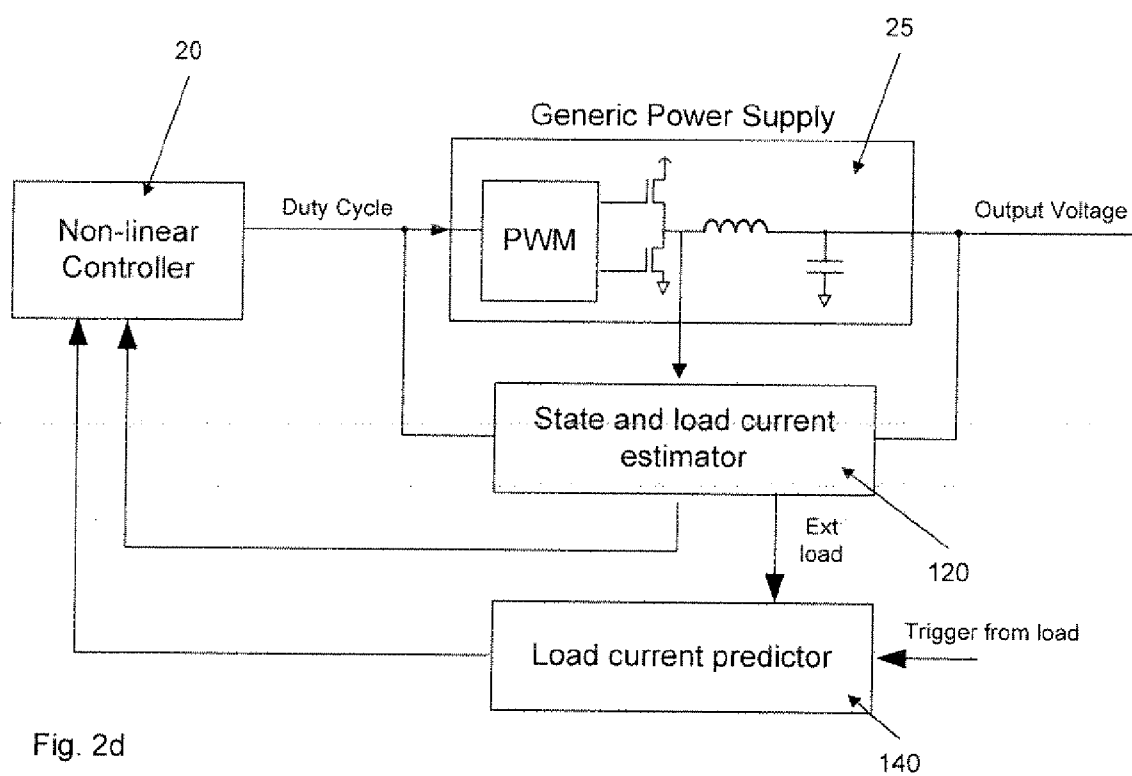 25
20
Generic Power Supply
Duty Cycle
Output Voltage
Non-linear
Controller
PWM
State and load current
estimator
Ext
load
120
Trigger from load
Load current predictor
Fig. 2d
140